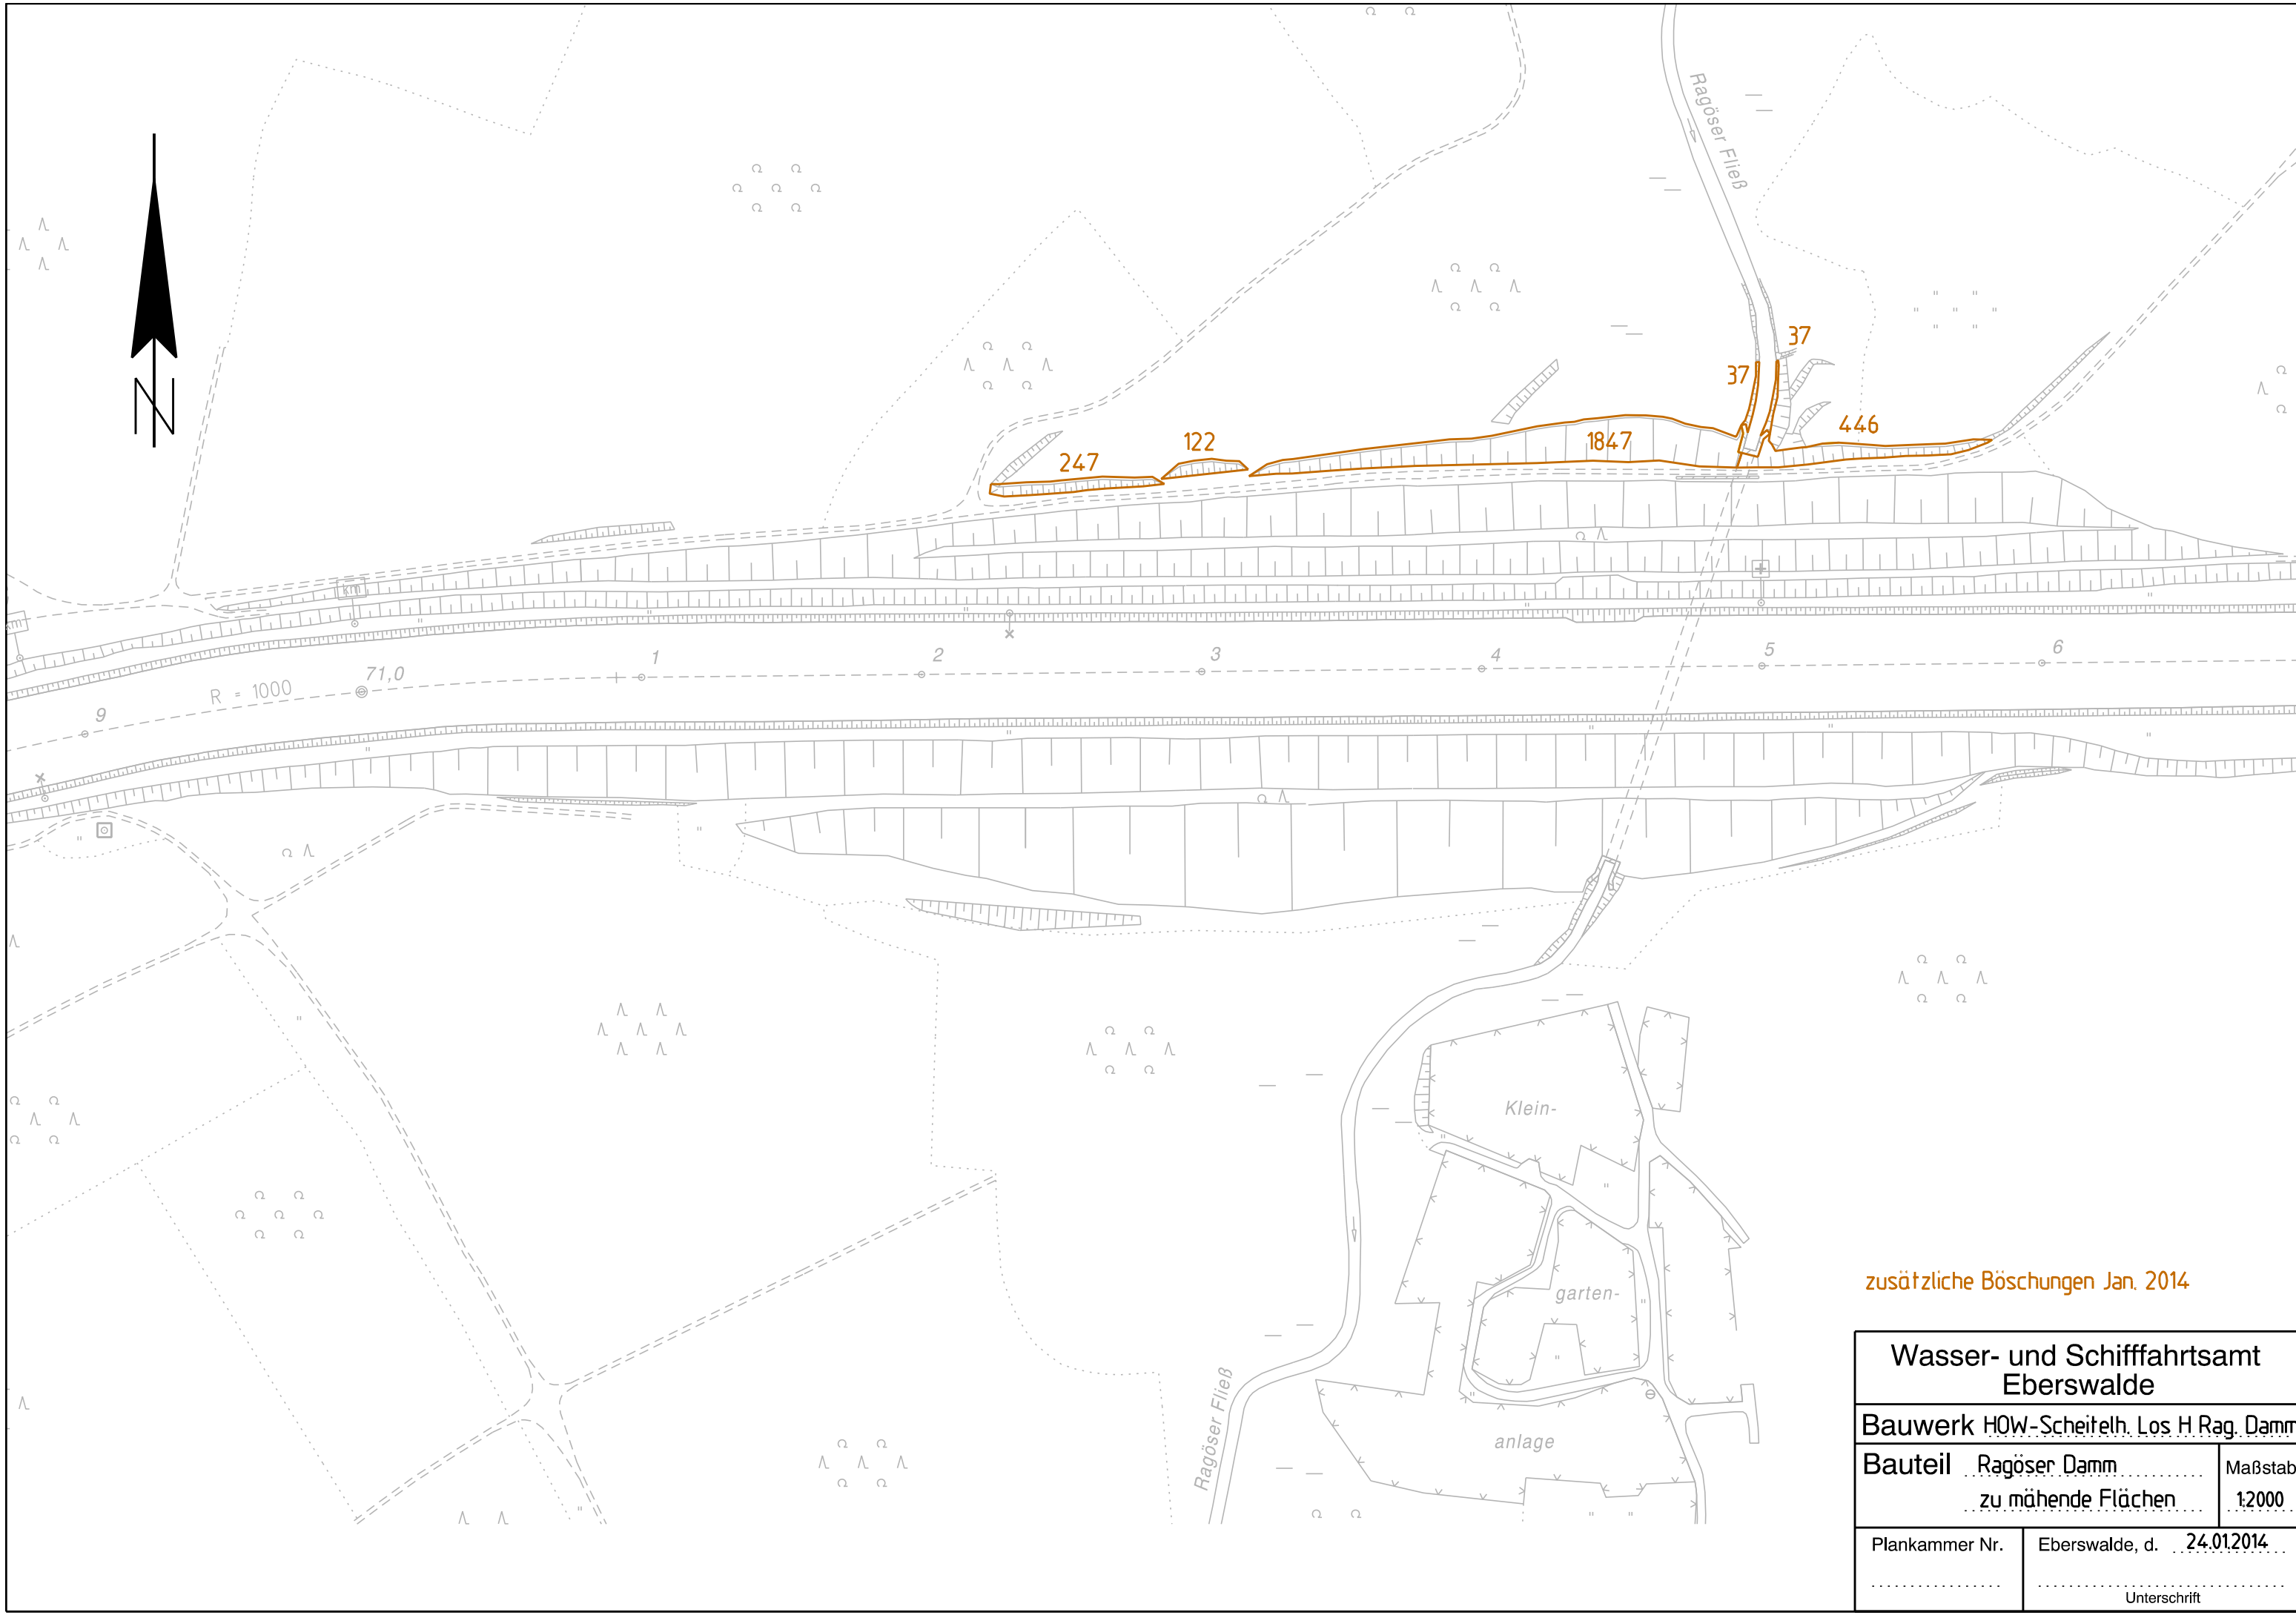 Ragöser Fließ
N
37
37
446
1847
122
247
km
km
1
2
3
4
5
6
71,0
R = 1000
9
Klein-
garten-
anlage
Ragöser Fließ
zusätzliche Böschungen Jan. 2014
Wasser- und Schifffahrtsamt
Eberswalde
Bauwerk HOW-Scheitelh. Los H Rag. Damm
Bauteil Ragöser Damm
zu mähende Flächen
Maßstab
1:2000
Plankammer Nr.
Eberswalde, d. 24.01.2014
Unterschrift